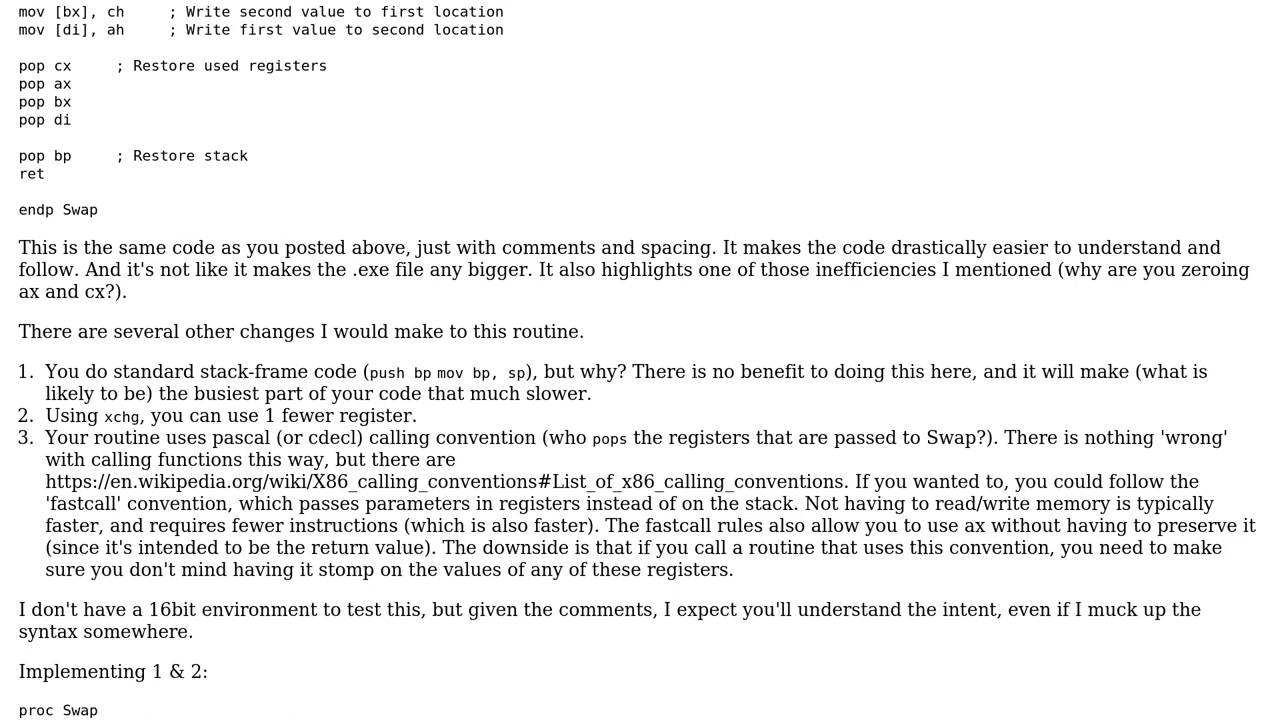 mov [bx], ch     ; Write second value to first location
mov [di], ah     ; Write first value to second location
pop cx     ; Restore used registers
pop ax
pop bx
pop di
pop bp     ; Restore stack
ret
endp Swap
This is the same code as you posted above, just with comments and spacing. It makes the code drastically easier to understand and
follow. And it's not like it makes the .exe file any bigger. It also highlights one of those inefficiencies I mentioned (why are you zeroing
ax and cx?).
There are several other changes I would make to this routine.
1. You do standard stack-frame code (push bp mov bp, sp), but why? There is no benefit to doing this here, and it will make (what is
likely to be) the busiest part of your code that much slower.
2. Using xchg, you can use 1 fewer register.
3. Your routine uses pascal (or cdecl) calling convention (who pops the registers that are passed to Swap?). There is nothing 'wrong'
with calling functions this way, but there are
https://en.wikipedia.org/wiki/X86_calling_conventions#List_of_x86_calling_conventions. If you wanted to, you could follow the
'fastcall' convention, which passes parameters in registers instead of on the stack. Not having to read/write memory is typically
faster, and requires fewer instructions (which is also faster). The fastcall rules also allow you to use ax without having to preserve it
(since it's intended to be the return value). The downside is that if you call a routine that uses this convention, you need to make
sure you don't mind having it stomp on the values of any of these registers.
I don't have a 16bit environment to test this, but given the comments, I expect you'll understand the intent, even if I muck up the
syntax somewhere.
Implementing 1 & 2:
proc Swap